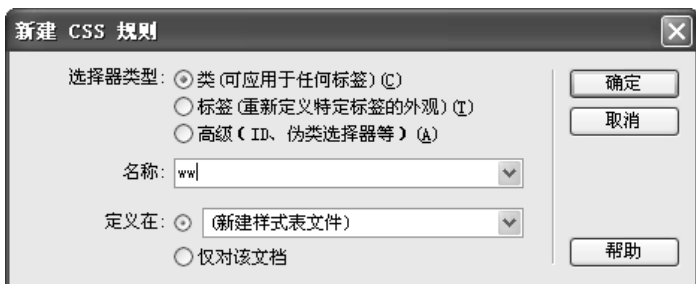 新建 CSS 规则
选择器类型: 类(可应用于任何标签)(C)
标签(重新定义特定标签的外观)(T)
高级(ID、伪类选择器等)(A)
确定
取消
名称: ww
定义在: (新建样式表文件)
仅对该文档
帮助